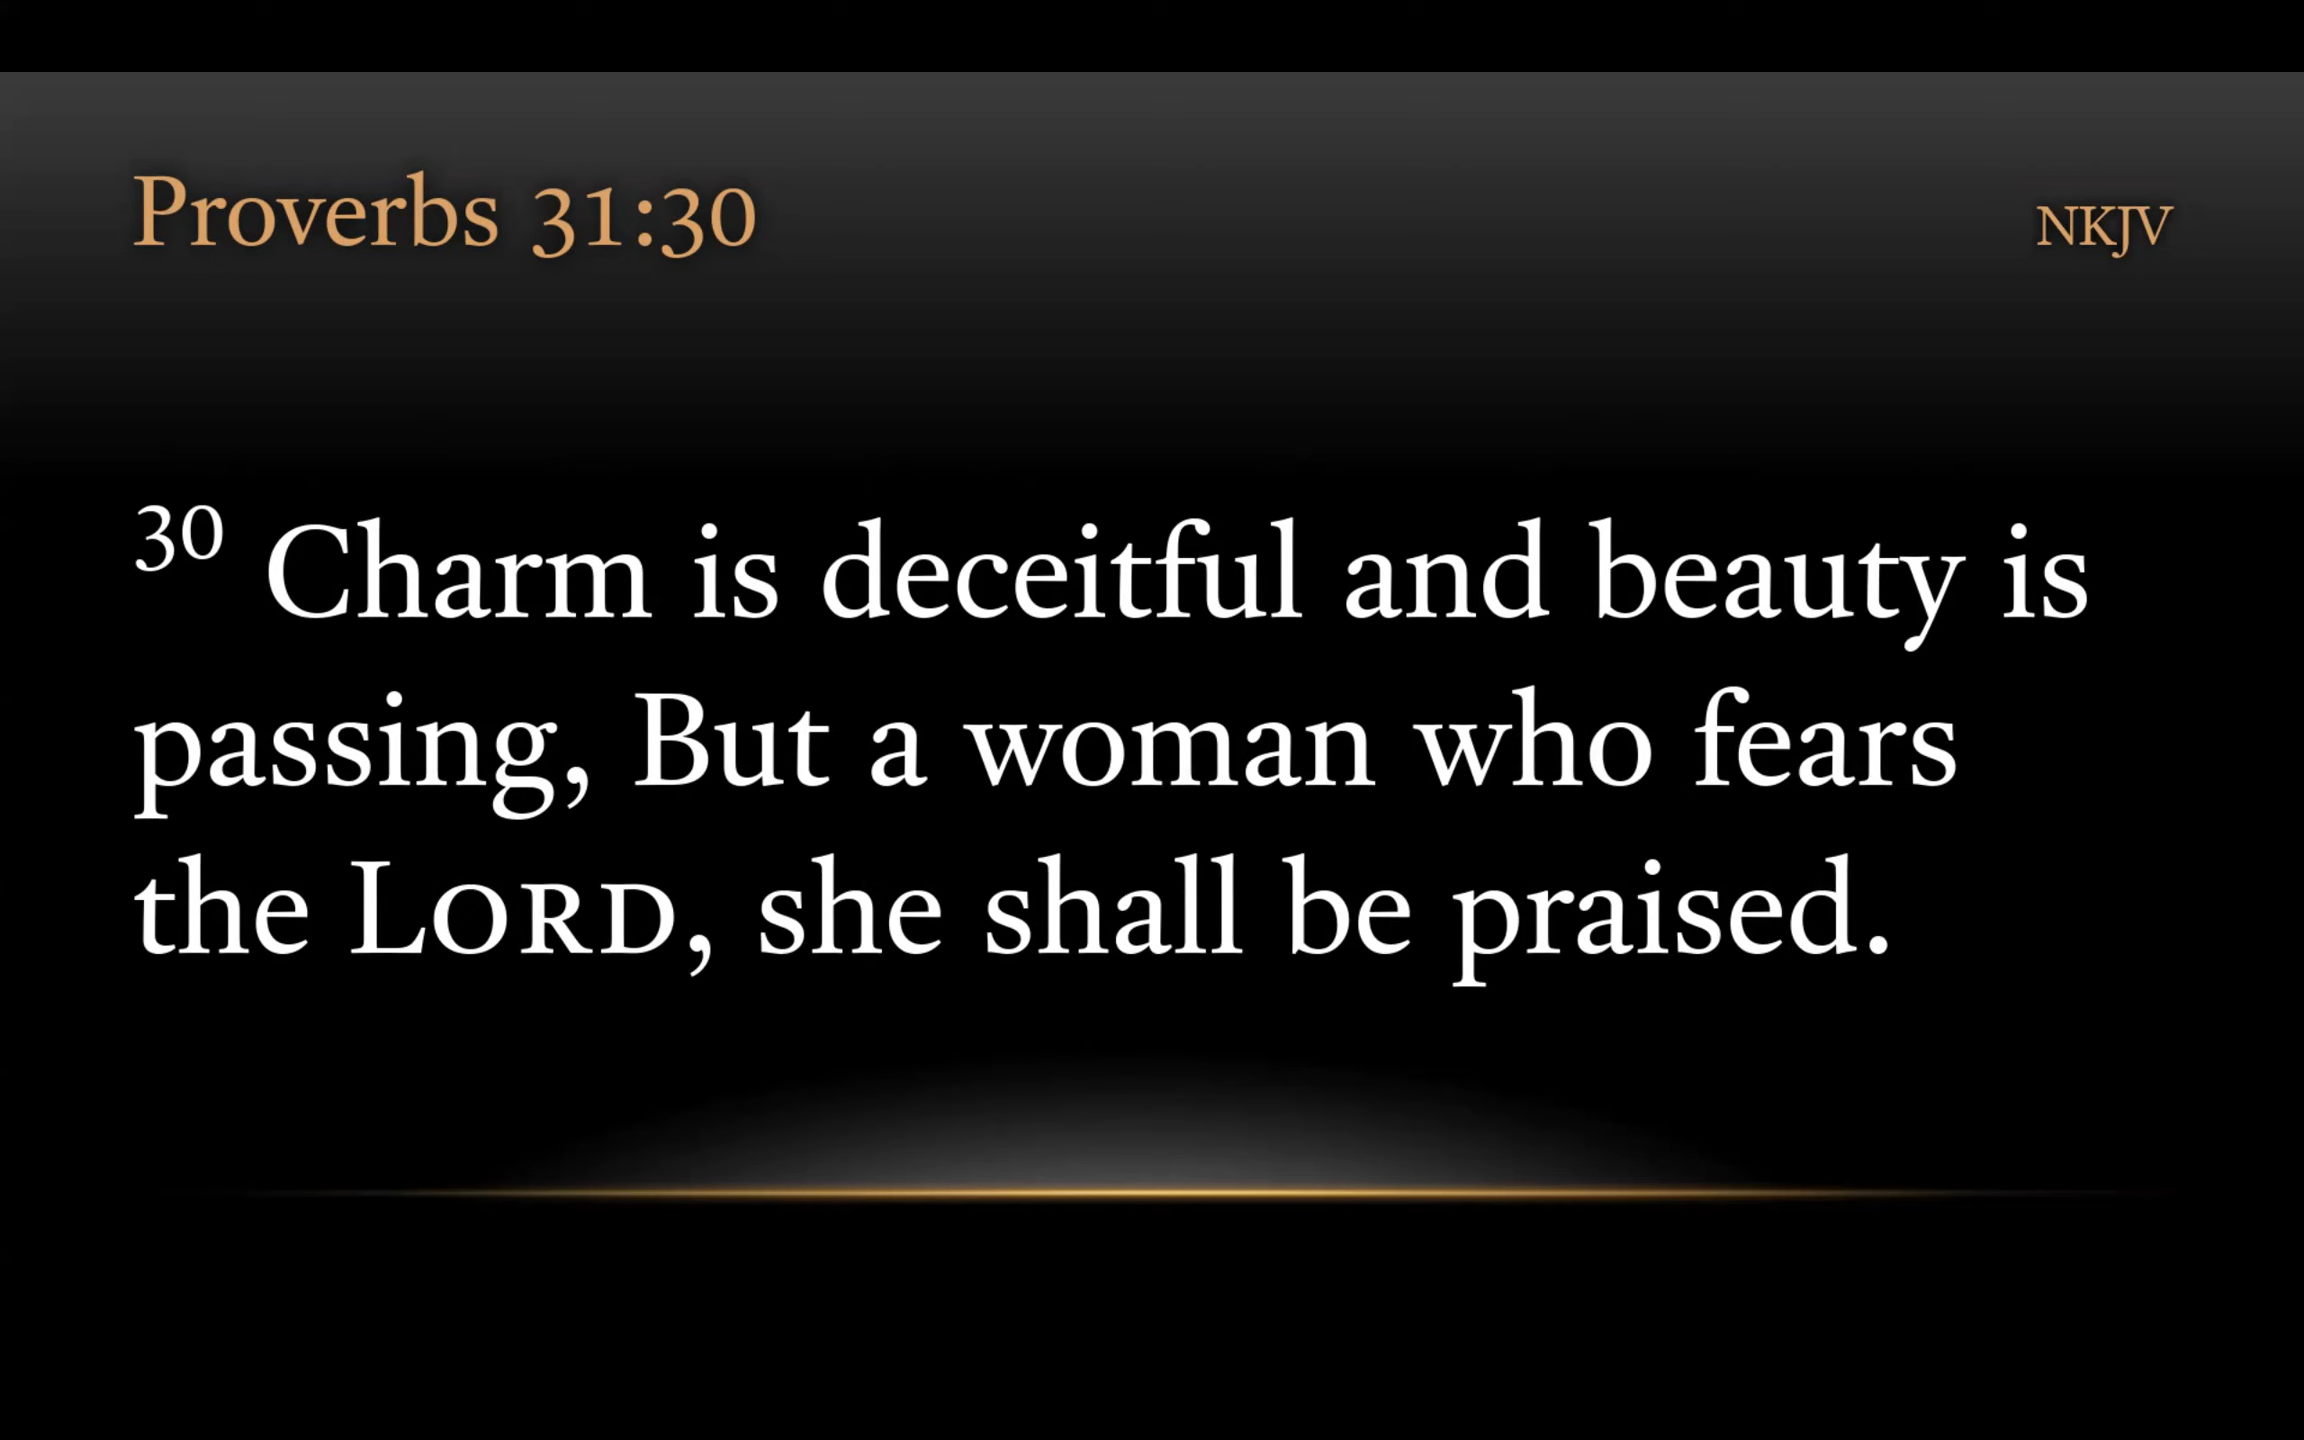 Proverbs 31:30 NKJV
30 Charm is deceitful and beauty is
passing, But a woman who fears
the LORD, she shall be praised.